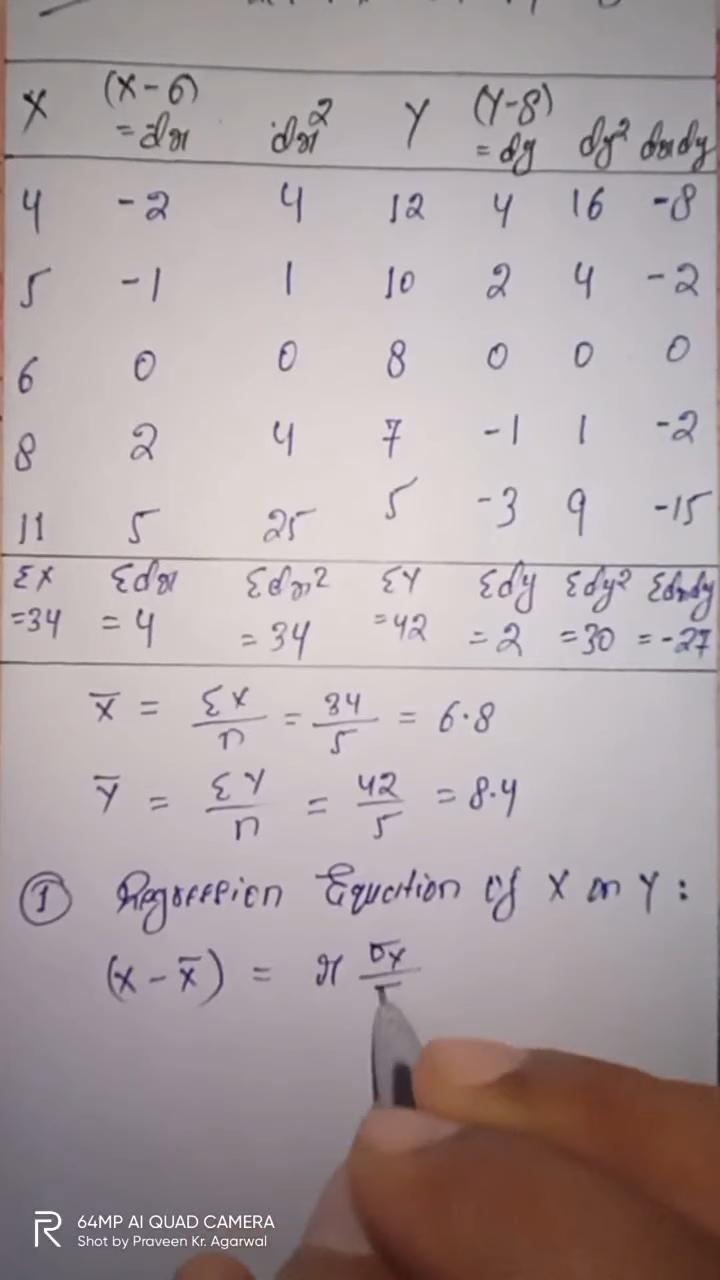 X (X-6) =dx dx² Y (Y-8) =dy dy² dxdy
4 -2 4 12 4 16 -8
5 -1 1 10 2 4 -2
6 0 0 8 0 0 0
8 2 4 7 -1 1 -2
11 5 25 5 -3 9 -15
ΣX =34 Σdx = 4 Σdx² = 34 ΣY =42 Σdy =2 Σdy² =30 Σdxdy =-27
X̄ = ΣX/n = 34/5 = 6.8
Ȳ = ΣY/n = 42/5 = 8.4
① Regression Equation of X on Y :
(X - X̄) = r σx
64MP AI QUAD CAMERA
Shot by Praveen Kr. Agarwal